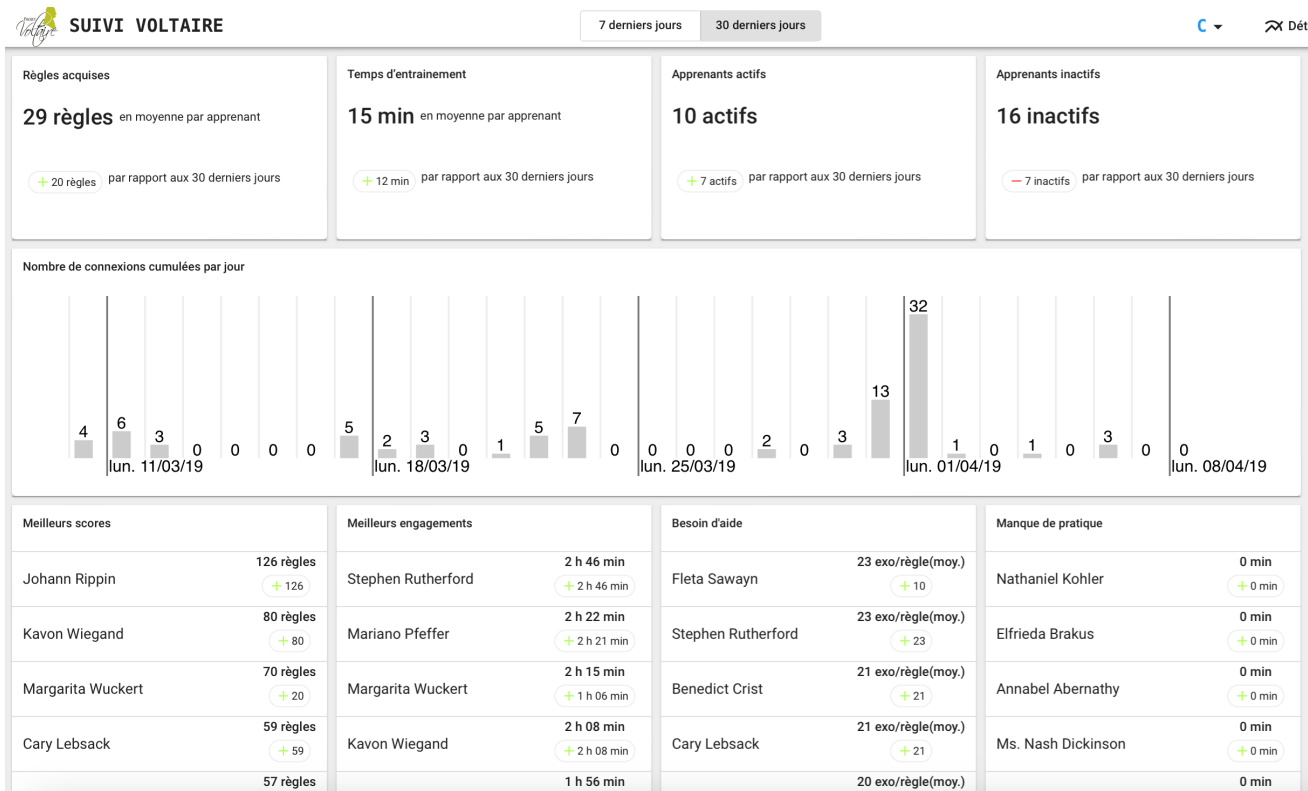 Projet
Voltaire
SUIVI VOLTAIRE
7 derniers jours
30 derniers jours
C
Dét
Règles acquises
29 règles en moyenne par apprenant
+ 20 règles par rapport aux 30 derniers jours
Temps d'entrainement
15 min en moyenne par apprenant
+ 12 min par rapport aux 30 derniers jours
Apprenants actifs
10 actifs
+ 7 actifs par rapport aux 30 derniers jours
Apprenants inactifs
16 inactifs
− 7 inactifs par rapport aux 30 derniers jours
Nombre de connexions cumulées par jour
4 6 3 0 0 0 0 5 2 3 0 1 5 7 0 0 0 0 2 0 3 13 32 1 0 1 0 3 0 0
lun. 11/03/19 lun. 18/03/19 lun. 25/03/19 lun. 01/04/19 lun. 08/04/19
Meilleurs scores
126 règles
Johann Rippin
+ 126
80 règles
Kavon Wiegand
+ 80
70 règles
Margarita Wuckert
+ 20
59 règles
Cary Lebsack
+ 59
57 règles
Meilleurs engagements
2 h 46 min
Stephen Rutherford
+ 2 h 46 min
2 h 22 min
Mariano Pfeffer
+ 2 h 21 min
2 h 15 min
Margarita Wuckert
+ 1 h 06 min
2 h 08 min
Kavon Wiegand
+ 2 h 08 min
1 h 56 min
Besoin d'aide
23 exo/règle(moy.)
Fleta Sawayn
+ 10
23 exo/règle(moy.)
Stephen Rutherford
+ 23
21 exo/règle(moy.)
Benedict Crist
+ 21
21 exo/règle(moy.)
Cary Lebsack
+ 21
20 exo/règle(moy.)
Manque de pratique
0 min
Nathaniel Kohler
+ 0 min
0 min
Elfrieda Brakus
+ 0 min
0 min
Annabel Abernathy
+ 0 min
0 min
Ms. Nash Dickinson
+ 0 min
0 min